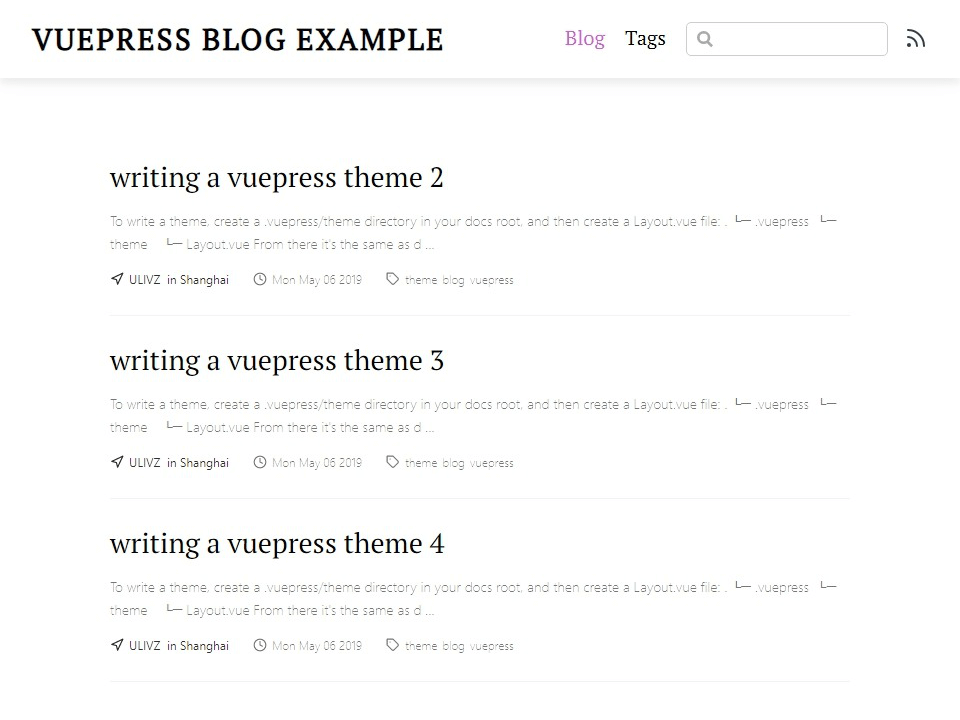 VUEPRESS BLOG EXAMPLE
Blog Tags
writing a vuepress theme 2
To write a theme, create a .vuepress/theme directory in your docs root, and then create a Layout.vue file: . └─ .vuepress └─
theme └─ Layout.vue From there it's the same as d ...
ULIVZ in Shanghai Mon May 06 2019 theme blog vuepress
writing a vuepress theme 3
To write a theme, create a .vuepress/theme directory in your docs root, and then create a Layout.vue file: . └─ .vuepress └─
theme └─ Layout.vue From there it's the same as d ...
ULIVZ in Shanghai Mon May 06 2019 theme blog vuepress
writing a vuepress theme 4
To write a theme, create a .vuepress/theme directory in your docs root, and then create a Layout.vue file: . └─ .vuepress └─
theme └─ Layout.vue From there it's the same as d ...
ULIVZ in Shanghai Mon May 06 2019 theme blog vuepress